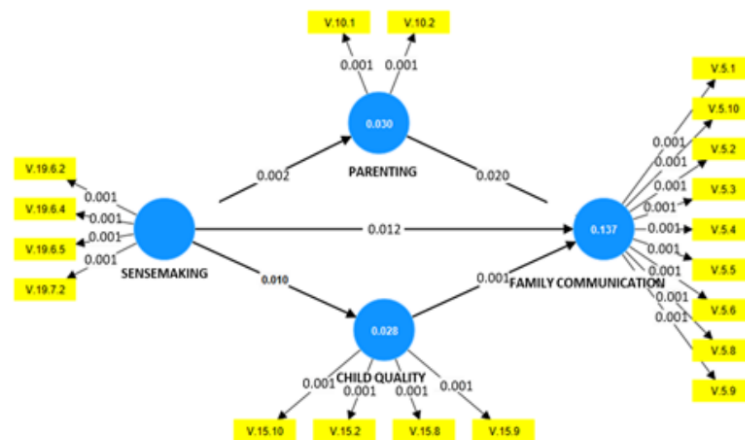 V.10.1
V.10.2
0.001
0.001
0.030
PARENTING
V.5.1
V.5.10
V.5.2
V.5.3
V.5.4
V.5.5
V.5.6
V.5.8
V.5.9
0.001
0.001
0.001
0.001
0.001
0.001
0.001
0.001
0.001
0.137
FAMILY COMMUNICATION
V.19.6.2
V.19.6.4
V.19.6.5
V.19.7.2
0.001
0.001
0.001
0.001
SENSEMAKING
0.002
0.020
0.012
0.010
0.001
0.028
CHILD QUALITY
0.001
0.001
0.001
0.001
V.15.10
V.15.2
V.15.8
V.15.9